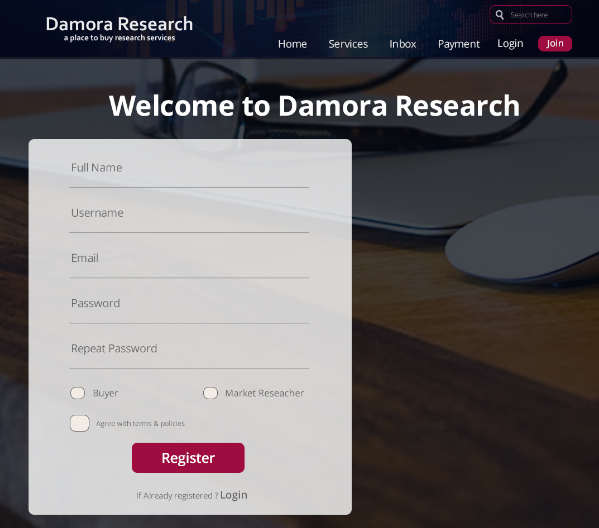 Damora Research
a place to buy research services
Search here
Home Services Inbox Payment Login Join
Welcome to Damora Research
Full Name
Username
Email
Password
Repeat Password
Buyer Market Reseacher
Agree with terms & policies
Register
If Already registered ? Login